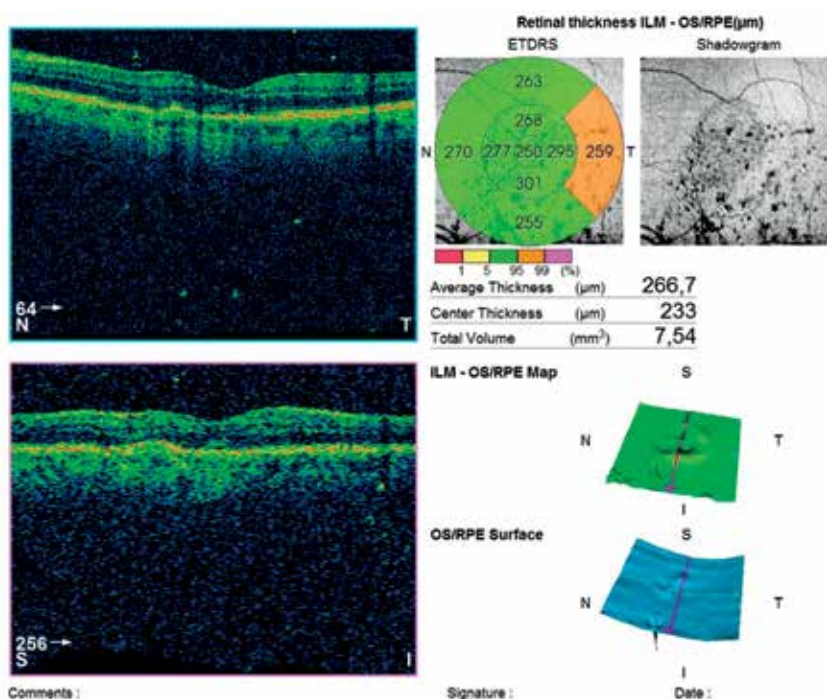 Retinal thickness ILM - OS/RPE(µm)
ETDRS
Shadowgram
263
268
N 270 277 250 295 259 T
301
255
1 5 95 99 (%)
Average Thickness (µm) 266,7
Center Thickness (µm) 233
Total Volume (mm³) 7,54
64
N T
ILM - OS/RPE Map S
N T
I
OS/RPE Surface S
N T
I
256
S I
Comments : Signature : Date :